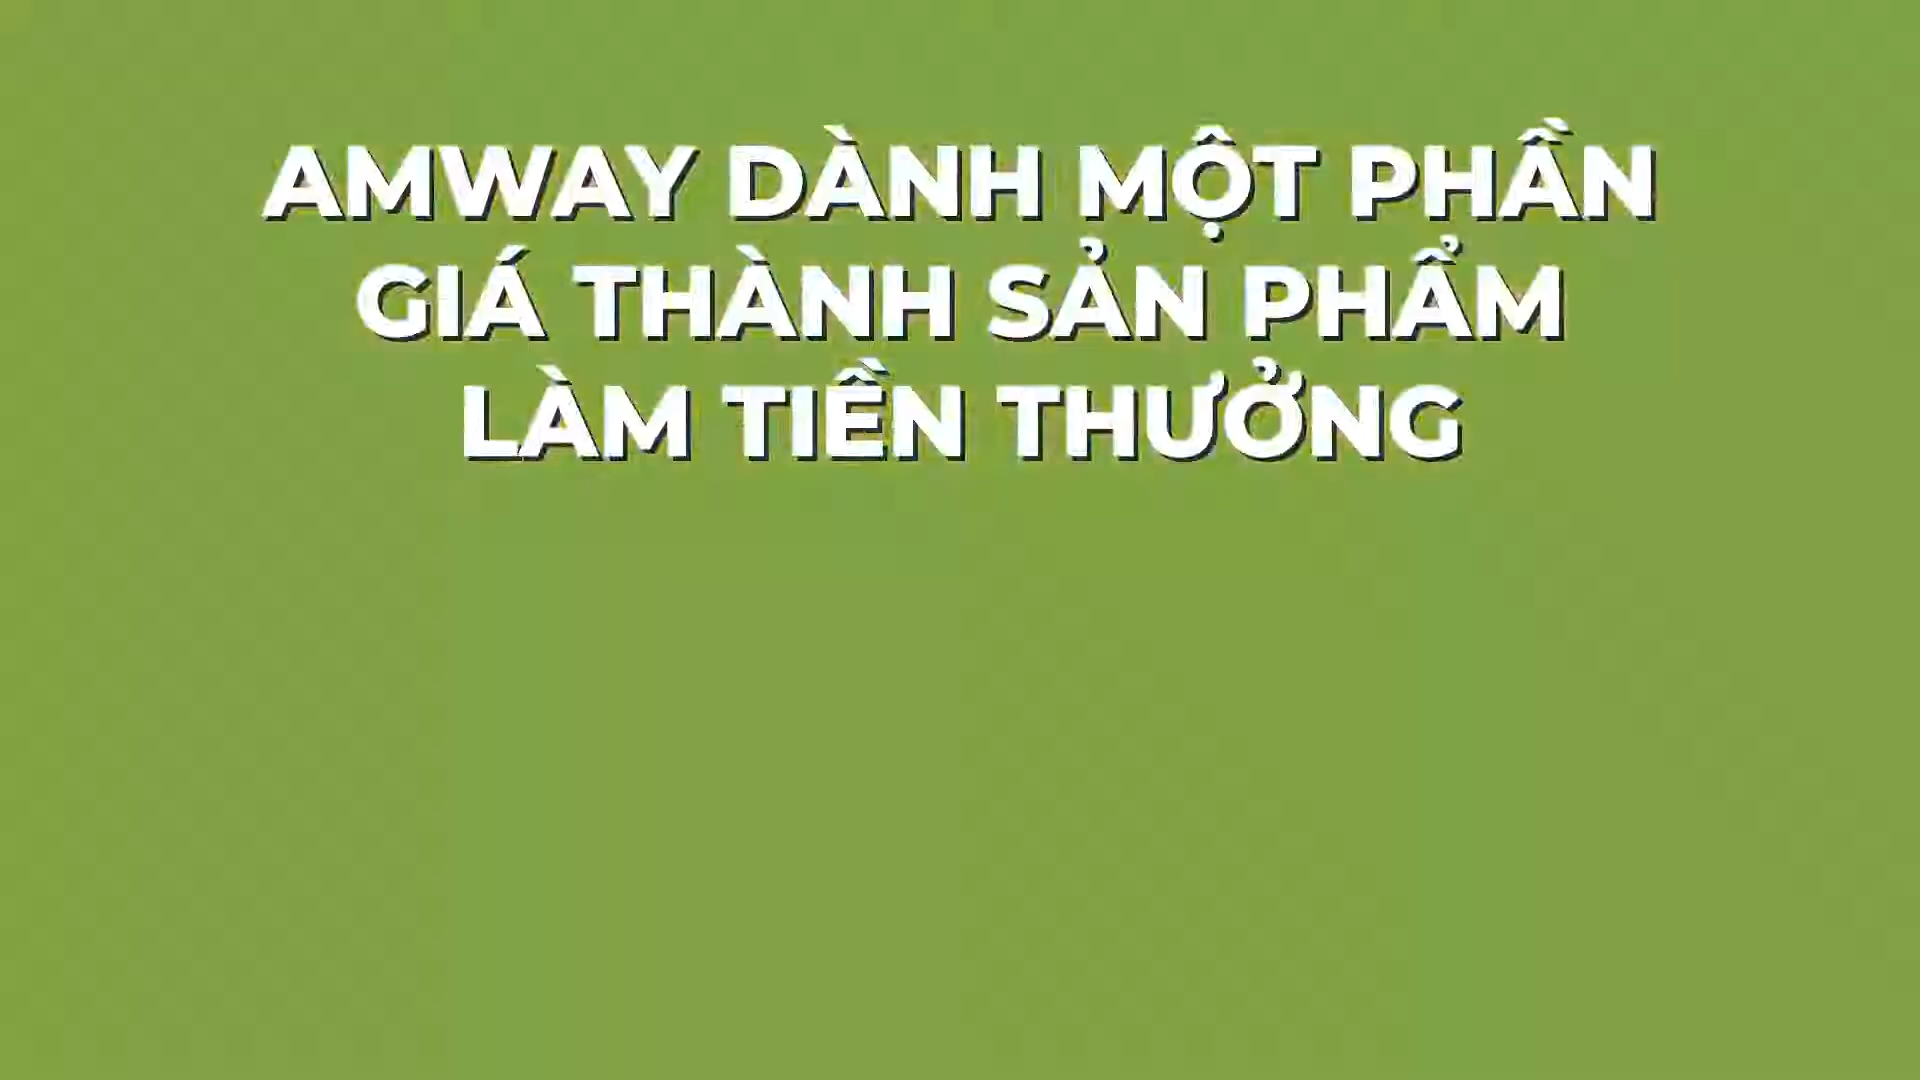 AMWAY DÀNH MỘT PHẦN
GIÁ THÀNH SẢN PHẨM
LÀM TIỀN THƯỞNG